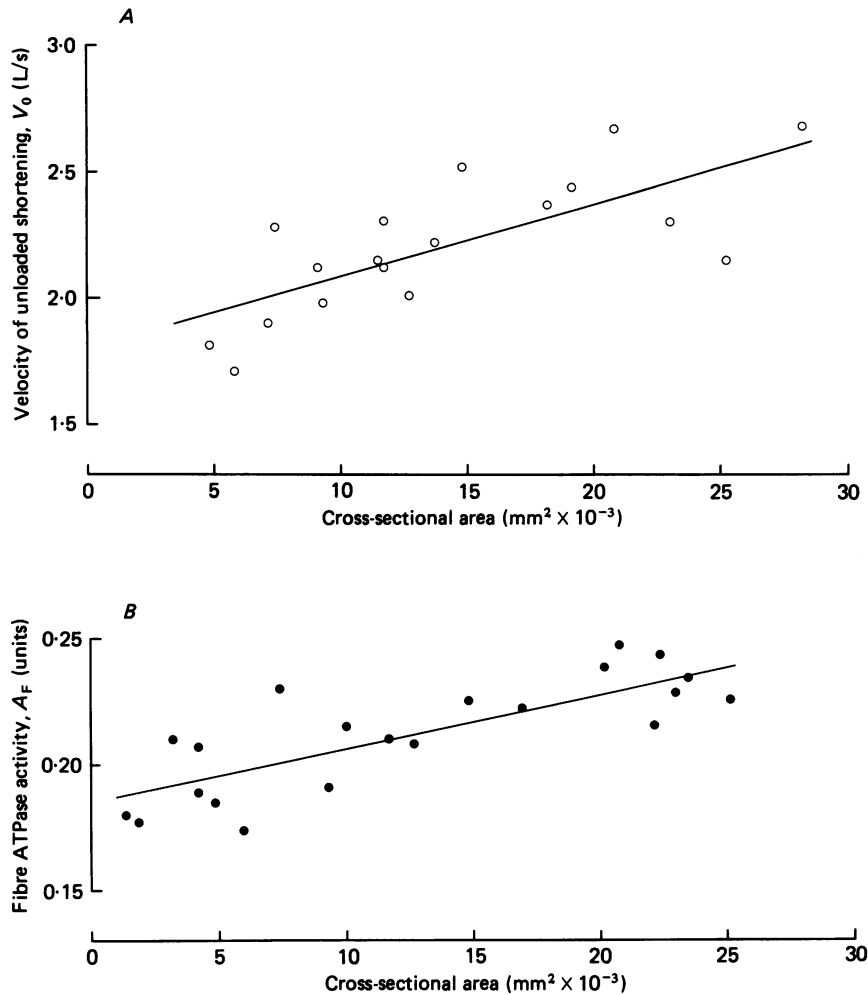 A
Velocity of unloaded shortening, V₀ (L/s)
3·0
2·5
2·0
1·5
0 5 10 15 20 25 30
Cross-sectional area (mm² × 10⁻³)
B
Fibre ATPase activity, A_F (units)
0·25
0·20
0·15
0 5 10 15 20 25 30
Cross-sectional area (mm² × 10⁻³)